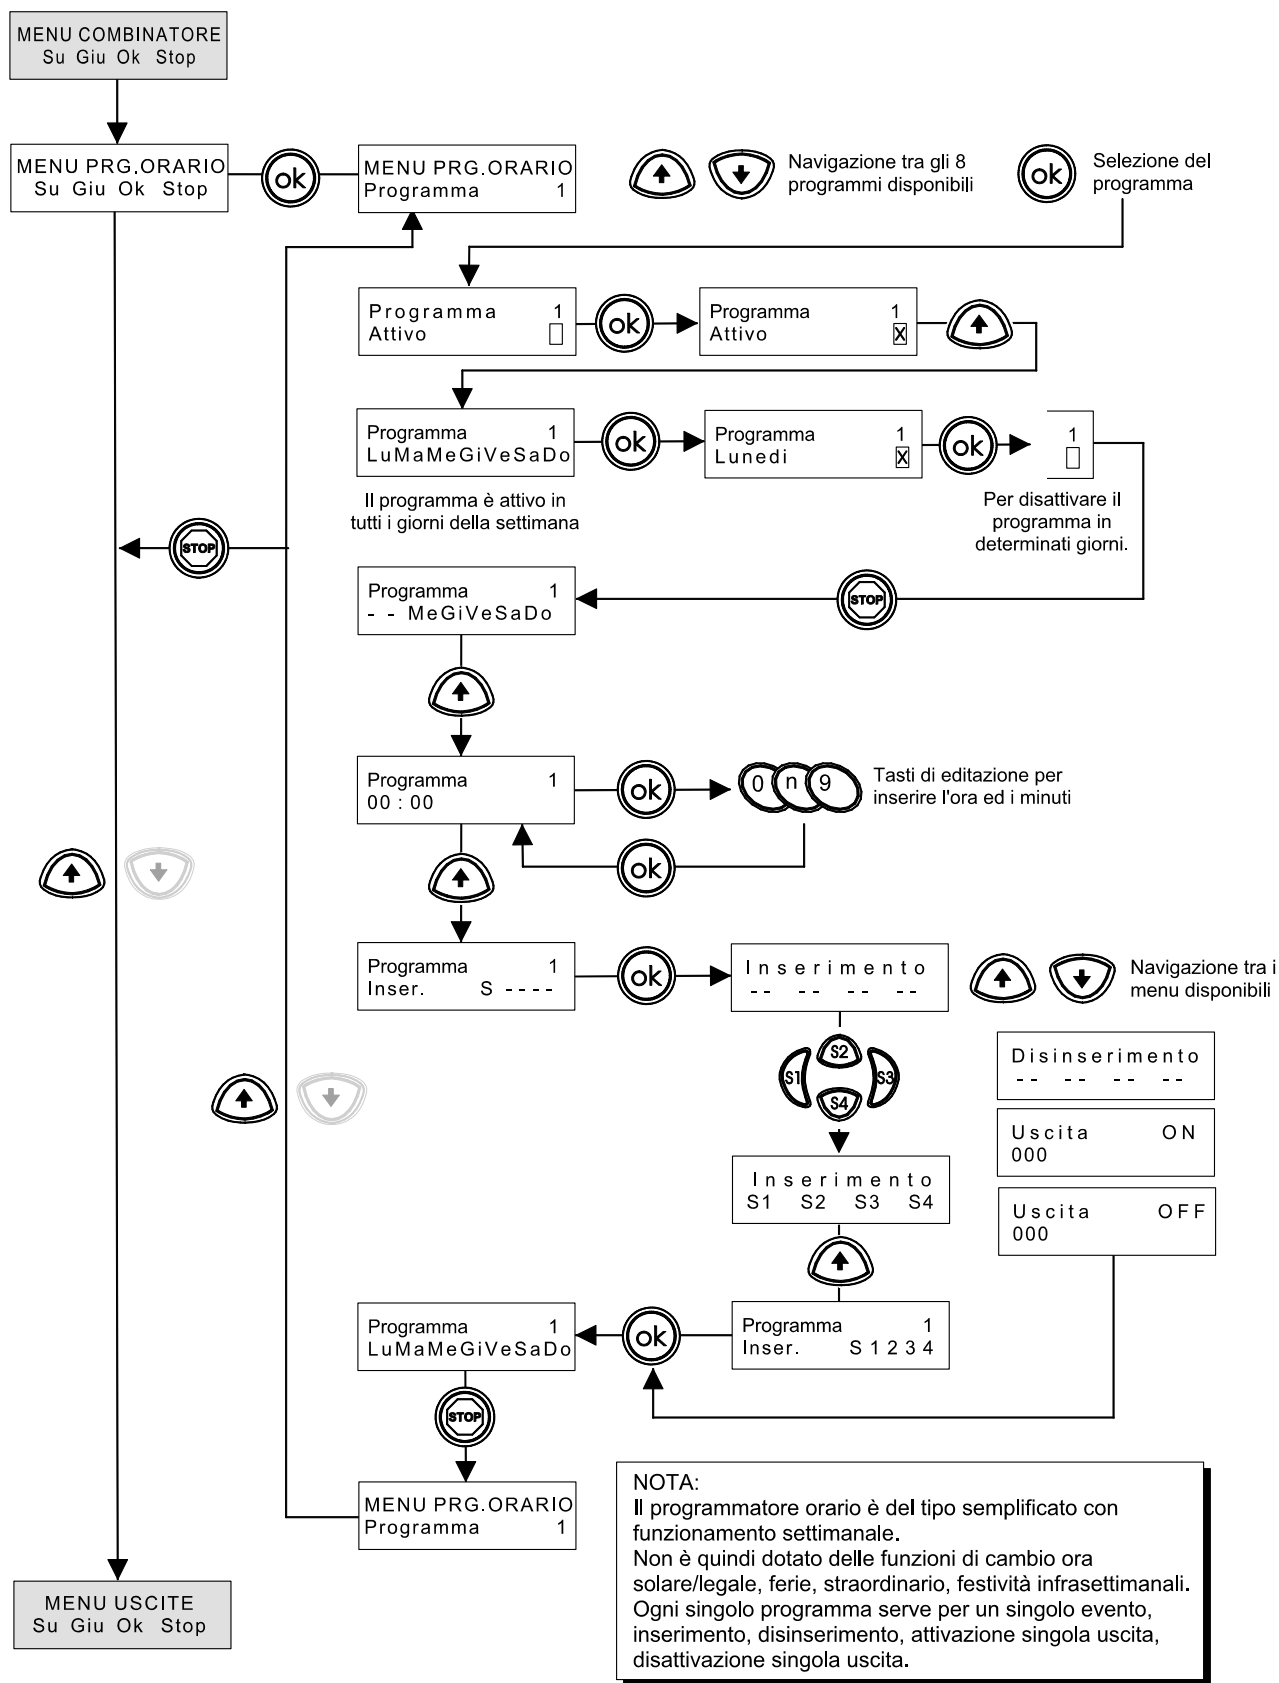 MENU COMBINATORE
Su Giu Ok Stop
MENU PRG.ORARIO
Su Giu Ok Stop
ok
MENU PRG.ORARIO
Programma 1
Navigazione tra gli 8
programmi disponibili
ok
Selezione del
programma
Programma 1
Attivo
ok
Programma 1
Attivo X
Programma 1
LuMaMeGiVeSaDo
ok
Programma 1
Lunedi X
ok
1
Il programma è attivo in
tutti i giorni della settimana
Per disattivare il
programma in
determinati giorni.
STOP
Programma 1
- - MeGiVeSaDo
STOP
Programma 1
00 : 00
ok
0 n 9
Tasti di editazione per
inserire l'ora ed i minuti
ok
Programma 1
Inser. S - - - -
ok
Inserimento
-- -- -- --
Navigazione tra i
menu disponibili
S1 S2 S3 S4
Disinserimento
-- -- -- --
Uscita ON
000
Inserimento
S1 S2 S3 S4
Uscita OFF
000
Programma 1
LuMaMeGiVeSaDo
ok
Programma 1
Inser. S 1 2 3 4
STOP
MENU PRG.ORARIO
Programma 1
NOTA:
Il programmatore orario è del tipo semplificato con
funzionamento settimanale.
Non è quindi dotato delle funzioni di cambio ora
solare/legale, ferie, straordinario, festività infrasettimanali.
Ogni singolo programma serve per un singolo evento,
inserimento, disinserimento, attivazione singola uscita,
disattivazione singola uscita.
MENU USCITE
Su Giu Ok Stop